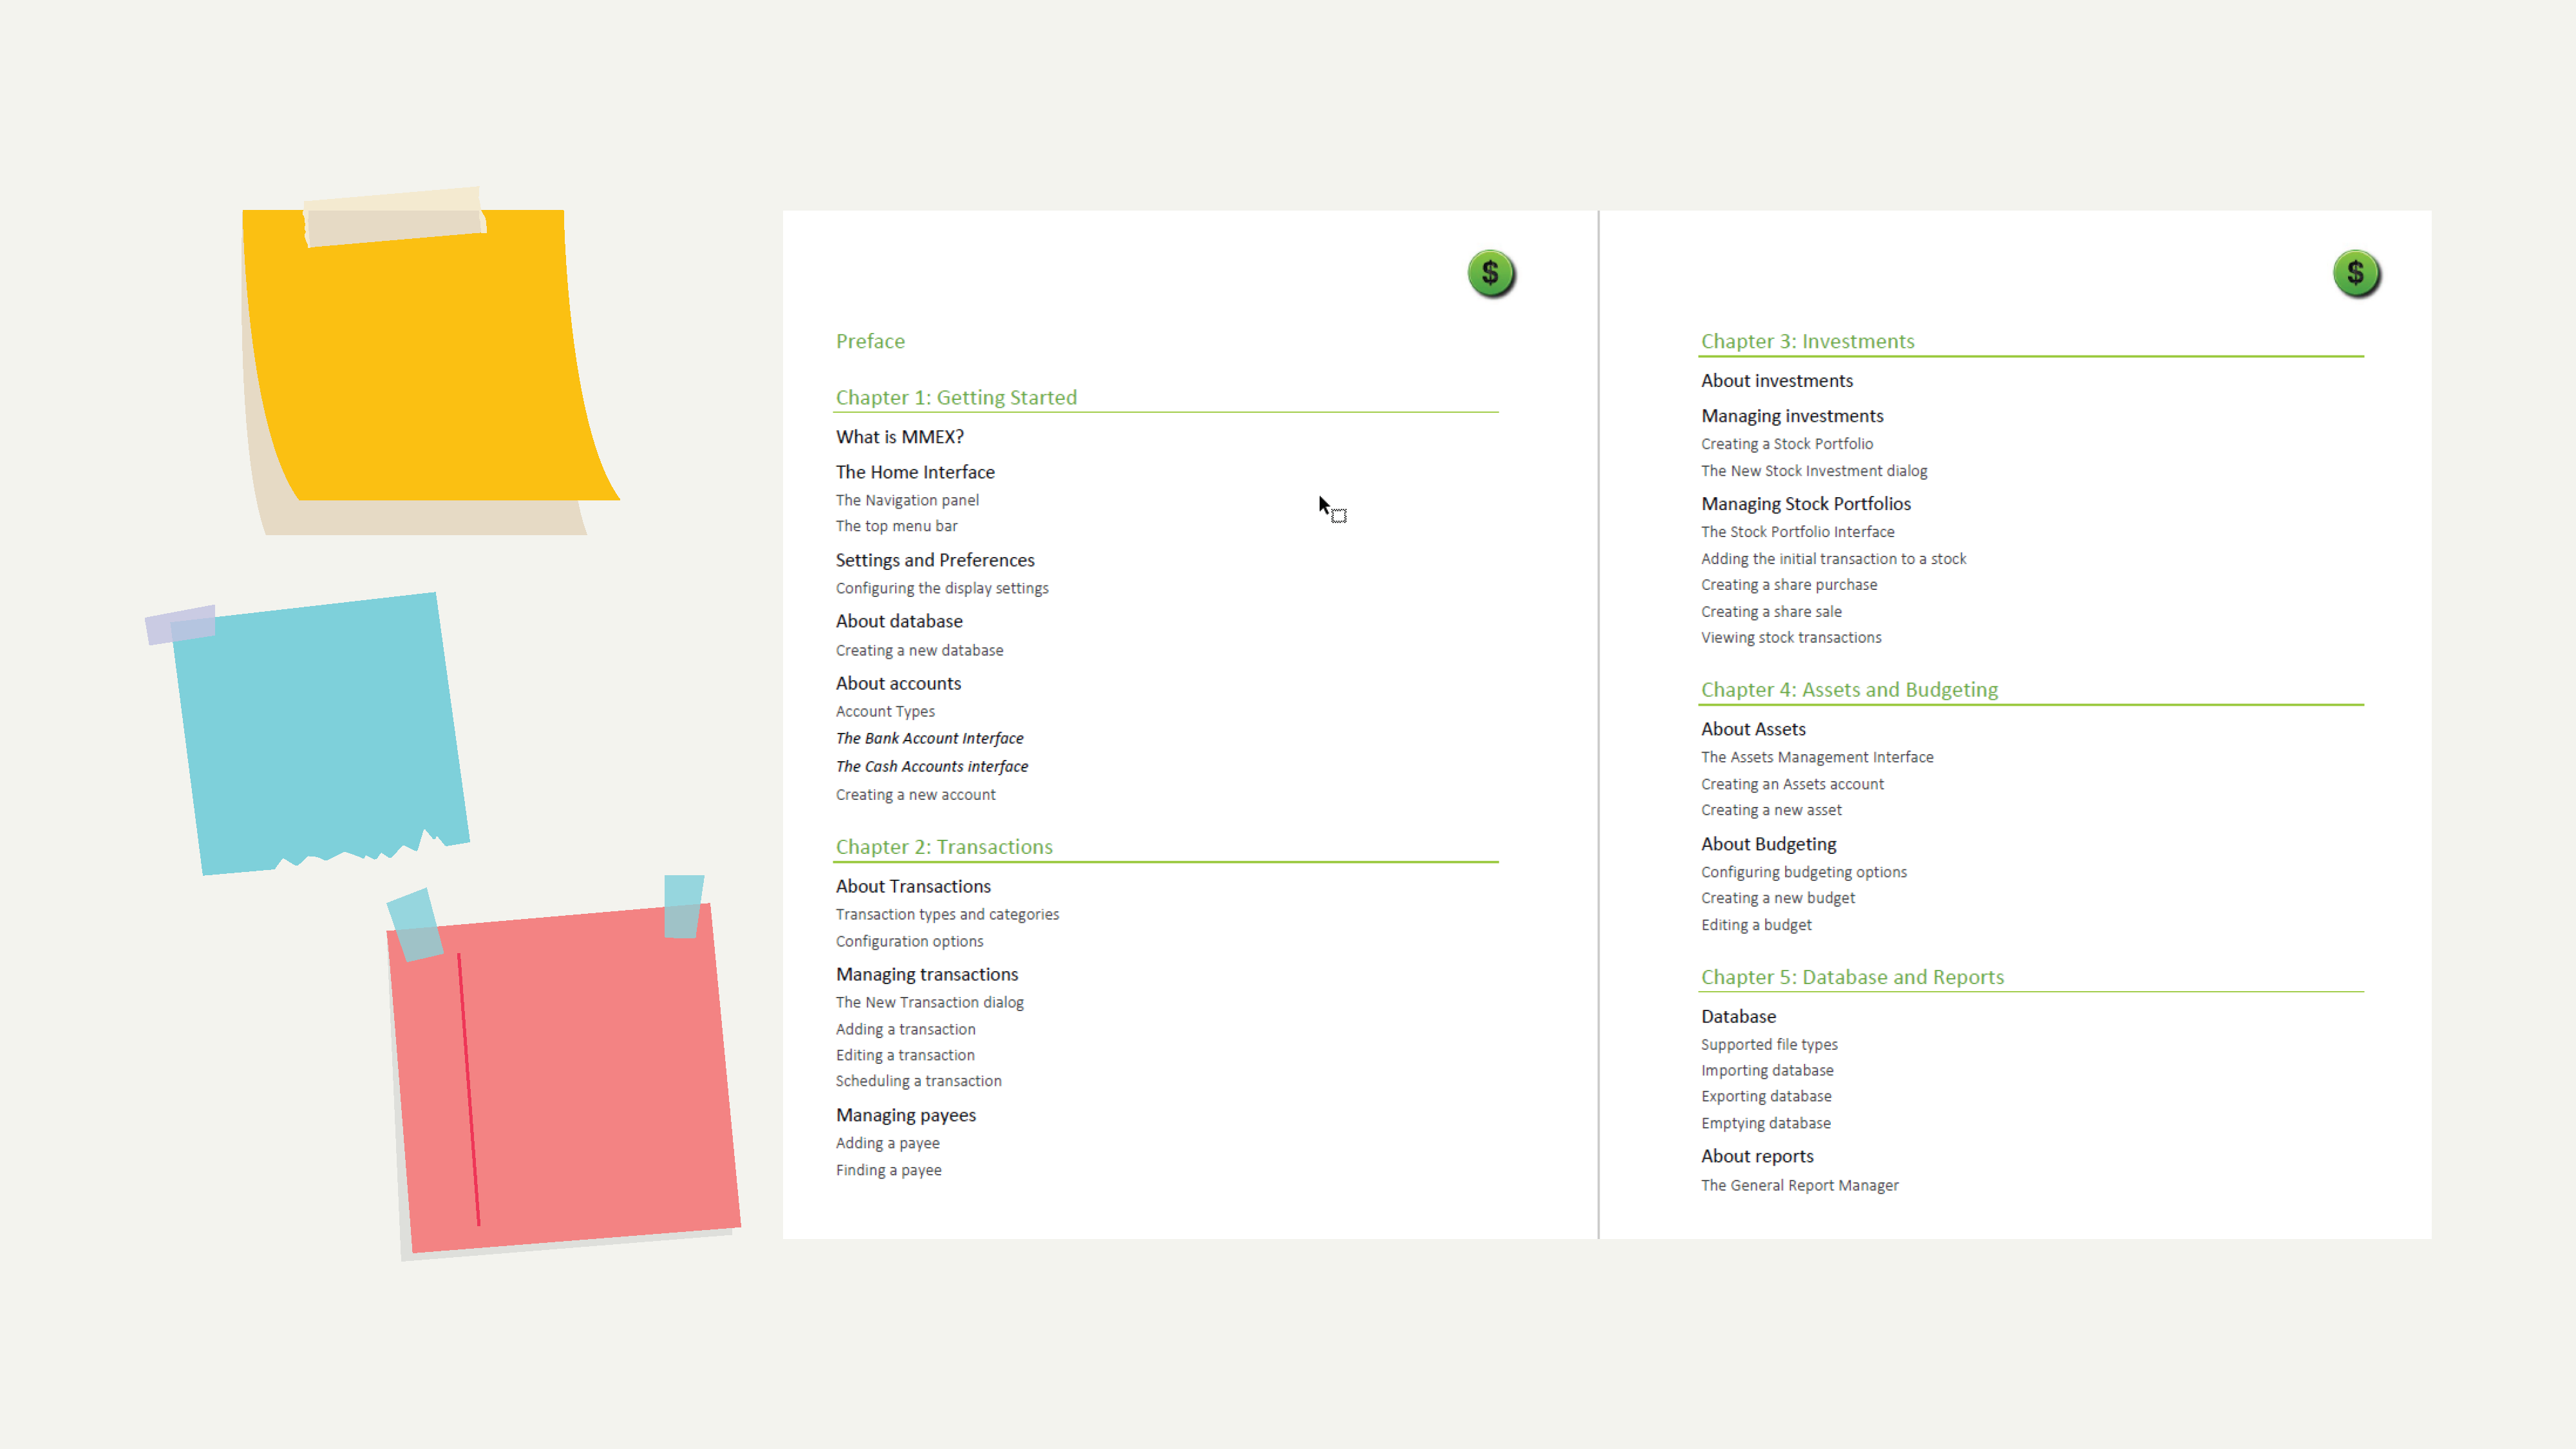 $
Preface
Chapter 1: Getting Started
What is MMEX?
The Home Interface
The Navigation panel
The top menu bar
Settings and Preferences
Configuring the display settings
About database
Creating a new database
About accounts
Account Types
The Bank Account Interface
The Cash Accounts interface
Creating a new account
Chapter 2: Transactions
About Transactions
Transaction types and categories
Configuration options
Managing transactions
The New Transaction dialog
Adding a transaction
Editing a transaction
Scheduling a transaction
Managing payees
Adding a payee
Finding a payee
$
Chapter 3: Investments
About investments
Managing investments
Creating a Stock Portfolio
The New Stock Investment dialog
Managing Stock Portfolios
The Stock Portfolio Interface
Adding the initial transaction to a stock
Creating a share purchase
Creating a share sale
Viewing stock transactions
Chapter 4: Assets and Budgeting
About Assets
The Assets Management Interface
Creating an Assets account
Creating a new asset
About Budgeting
Configuring budgeting options
Creating a new budget
Editing a budget
Chapter 5: Database and Reports
Database
Supported file types
Importing database
Exporting database
Emptying database
About reports
The General Report Manager